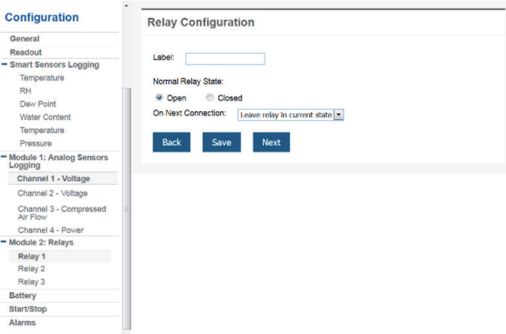 Configuration
General
Readout
Smart Sensors Logging
Temperature
RH
Dew Point
Water Content
Temperature
Pressure
Module 1: Analog Sensors
Logging
Channel 1 - Voltage
Channel 2 - Voltage
Channel 3 - Compressed
Air Flow
Channel 4 - Power
Module 2: Relays
Relay 1
Relay 2
Relay 3
Battery
Start/Stop
Alarms
Relay Configuration
Label:
Normal Relay State:
Open Closed
On Next Connection: Leave relay in current state
Back Save Next